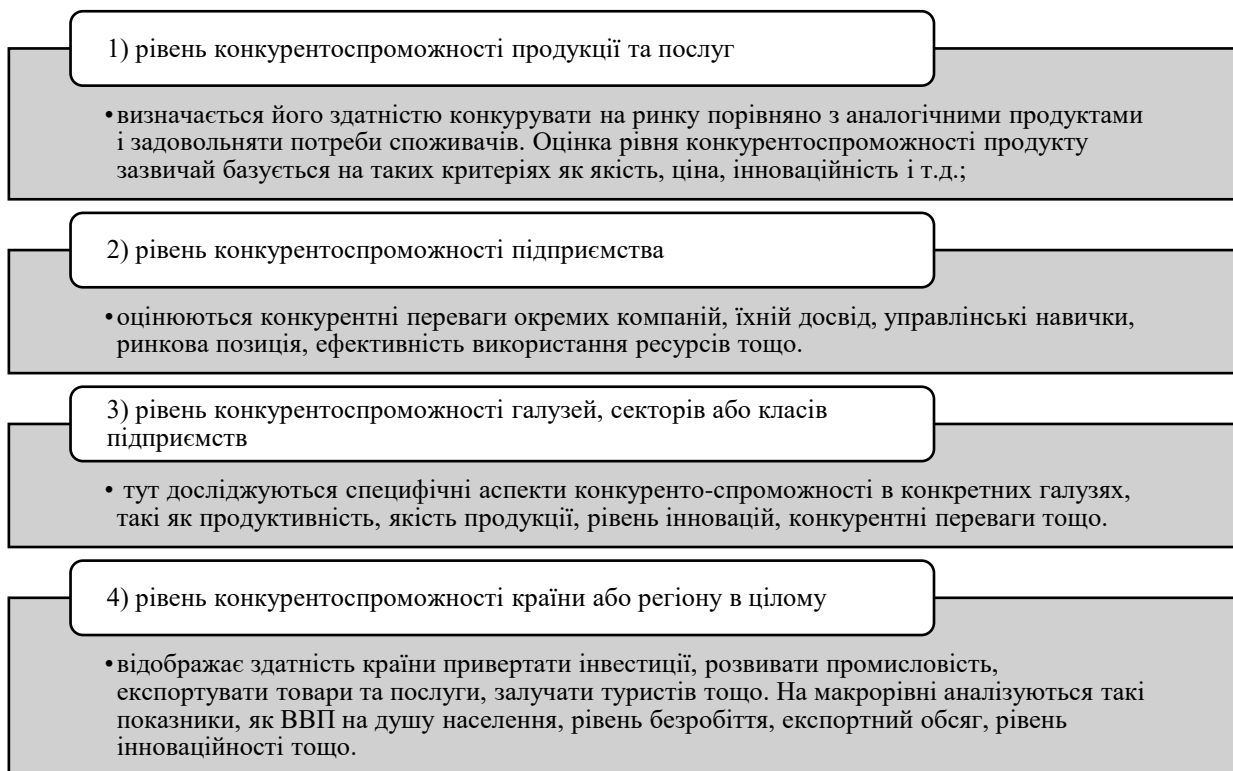 1) рівень конкурентоспроможності продукції та послуг
•визначається його здатністю конкурувати на ринку порівняно з аналогічними продуктами
і задовольняти потреби споживачів. Оцінка рівня конкурентоспроможності продукту
зазвичай базується на таких критеріях як якість, ціна, інноваційність і т.д.;
2) рівень конкурентоспроможності підприємства
•оцінюються конкурентні переваги окремих компаній, їхній досвід, управлінські навички,
ринкова позиція, ефективність використання ресурсів тощо.
3) рівень конкурентоспроможності галузей, секторів або класів
підприємств
• тут досліджуються специфічні аспекти конкуренто-спроможності в конкретних галузях,
такі як продуктивність, якість продукції, рівень інновацій, конкурентні переваги тощо.
4) рівень конкурентоспроможності країни або регіону в цілому
•відображає здатність країни привертати інвестиції, розвивати промисловість,
експортувати товари та послуги, залучати туристів тощо. На макрорівні аналізуються такі
показники, як ВВП на душу населення, рівень безробіття, експортний обсяг, рівень
інноваційності тощо.